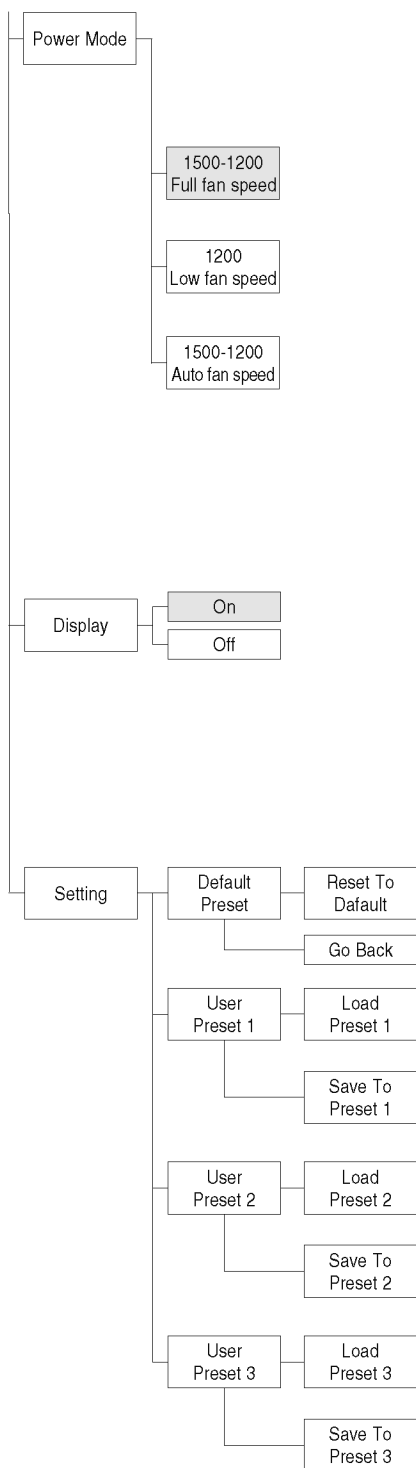 Power Mode
1500-1200
Full fan speed
1200
Low fan speed
1500-1200
Auto fan speed
Display
On
Off
Setting
Default
Preset
Reset To
Dafault
Go Back
User
Preset 1
Load
Preset 1
Save To
Preset 1
User
Preset 2
Load
Preset 2
Save To
Preset 2
User
Preset 3
Load
Preset 3
Save To
Preset 3